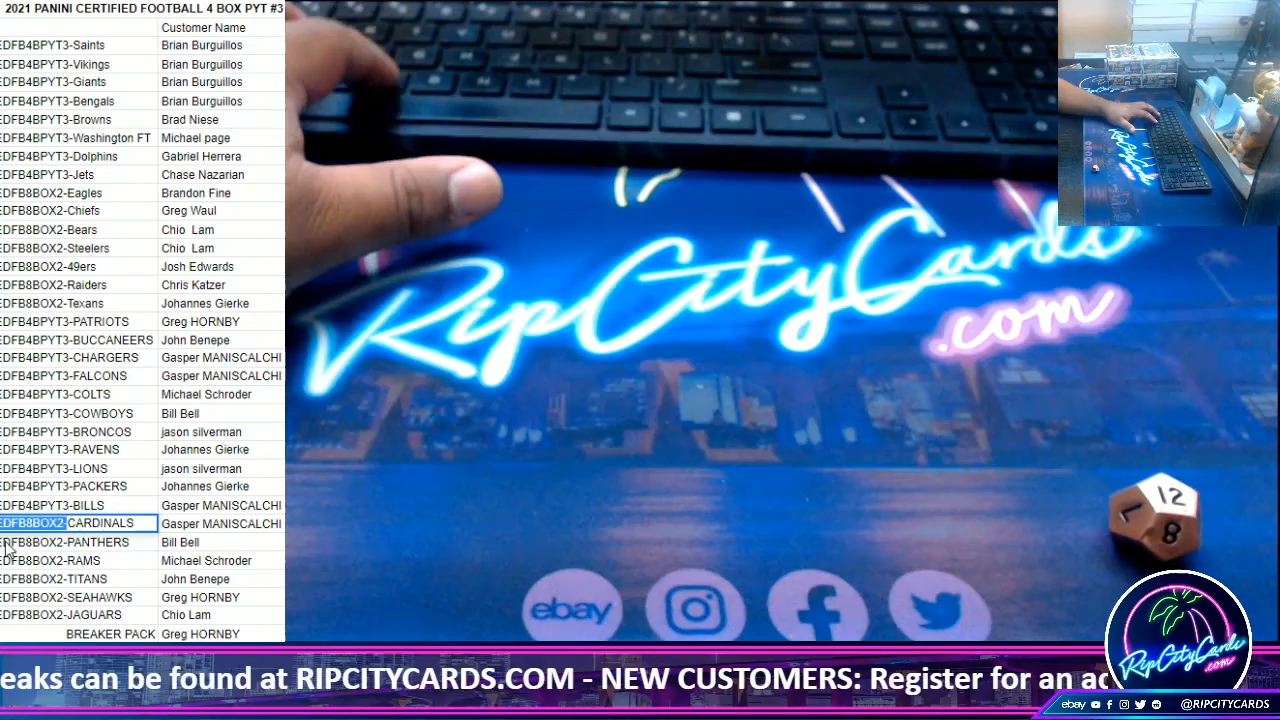 2021 PANINI CERTIFIED FOOTBALL 4 BOX PYT #3
Customer Name
EDFB4BPYT3-Saints Brian Burguillos
EDFB4BPYT3-Vikings Brian Burguillos
EDFB4BPYT3-Giants Brian Burguillos
EDFB4BPYT3-Bengals Brian Burguillos
EDFB4BPYT3-Browns Brad Niese
EDFB4BPYT3-Washington FT Michael page
EDFB4BPYT3-Dolphins Gabriel Herrera
EDFB4BPYT3-Jets Chase Nazarian
EDFB8BOX2-Eagles Brandon Fine
EDFB8BOX2-Chiefs Greg Waul
EDFB8BOX2-Bears Chio Lam
EDFB8BOX2-Steelers Chio Lam
EDFB8BOX2-49ers Josh Edwards
EDFB8BOX2-Raiders Chris Katzer
EDFB8BOX2-Texans Johannes Gierke
EDFB4BPYT3-PATRIOTS Greg HORNBY
EDFB4BPYT3-BUCCANEERS John Benepe
EDFB4BPYT3-CHARGERS Gasper MANISCALCHI
EDFB4BPYT3-FALCONS Gasper MANISCALCHI
EDFB4BPYT3-COLTS Michael Schroder
EDFB4BPYT3-COWBOYS Bill Bell
EDFB4BPYT3-BRONCOS jason silverman
EDFB4BPYT3-RAVENS Johannes Gierke
EDFB4BPYT3-LIONS jason silverman
EDFB4BPYT3-PACKERS Johannes Gierke
EDFB4BPYT3-BILLS Gasper MANISCALCHI
EDFB8BOX2-CARDINALS Gasper MANISCALCHI
EDFB8BOX2-PANTHERS Bill Bell
EDFB8BOX2-RAMS Michael Schroder
EDFB8BOX2-TITANS John Benepe
EDFB8BOX2-SEAHAWKS Greg HORNBY
EDFB8BOX2-JAGUARS Chio Lam
BREAKER PACK Greg HORNBY
RipCityCards
.com
12
7
8
ebay
RipCityCards
.com
eaks can be found at RIPCITYCARDS.COM - NEW CUSTOMERS: Register for an ac
ebay @RIPCITYCARDS